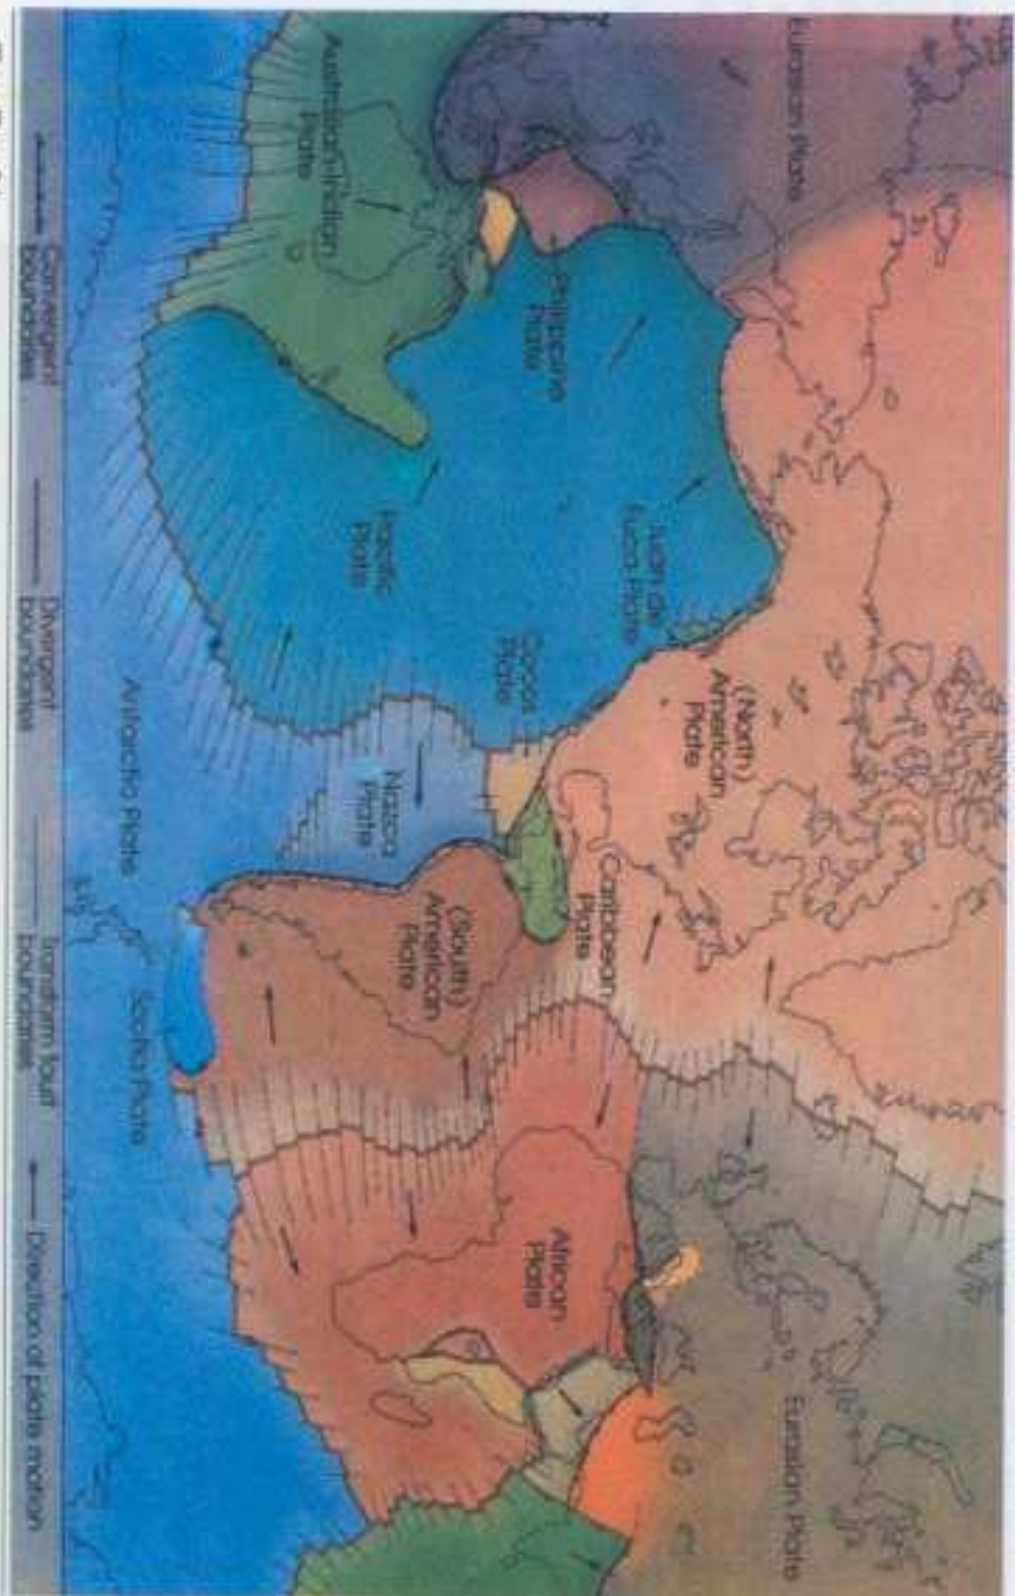 Eurasian Plate
Australian-Indian
Plate
Philippine
Plate
Juan de
Fuca Plate
Pacific
Plate
Cocos
Plate
(North)
American
Plate
Nazca
Plate
Antarctic Plate
Caribbean
Plate
(South)
American
Plate
Scotia Plate
African
Plate
Eurasian Plate
Convergent
boundaries
Divergent
boundaries
Transform fault
boundaries
Direction of plate motion